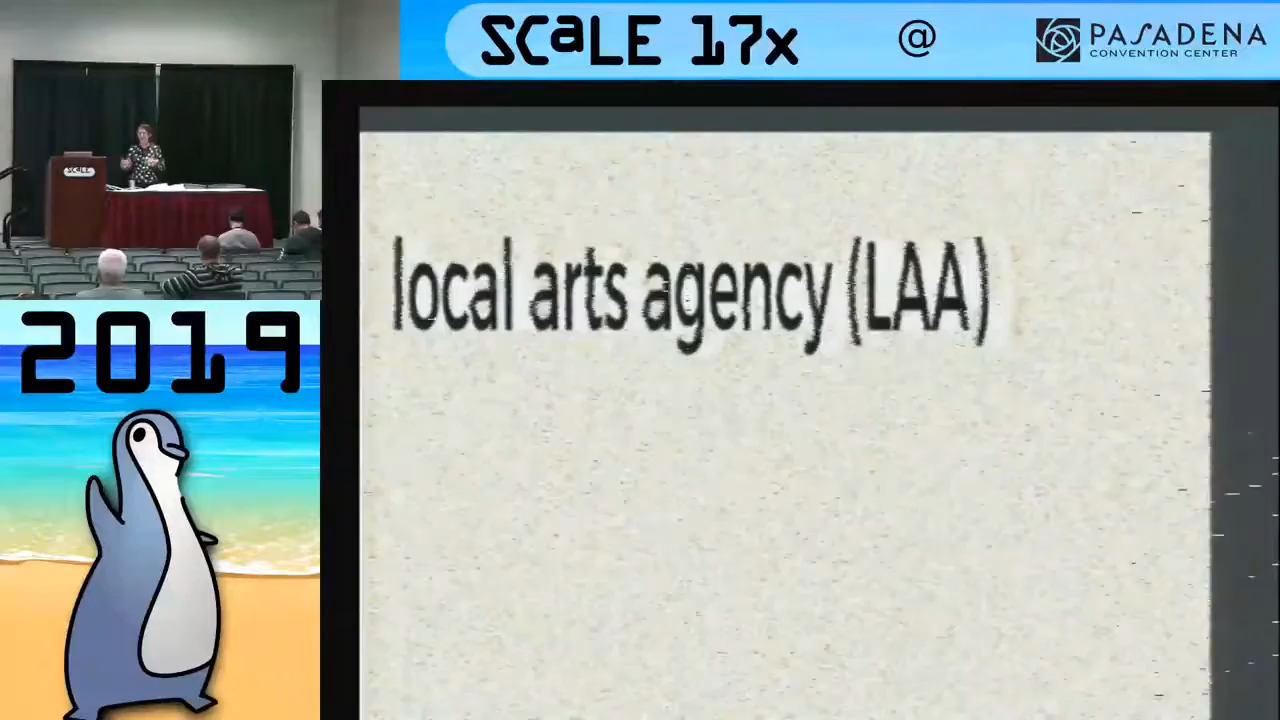 SCaLE 17x @ PASADENA
CONVENTION CENTER
SCaLE
local arts agency (LAA)
2019